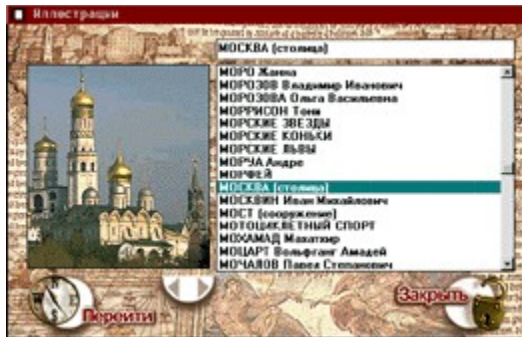 Иллюстрации
МОСКВА (столица)
МОРО Жанна
МОРОЗОВ Владимир Иванович
МОРОЗОВА Ольга Васильевна
МОРРИСОН Тони
МОРСКИЕ ЗВЕЗДЫ
МОРСКИЕ КОНЬКИ
МОРСКИЕ ЛЬВЫ
МОРУА Андре
МОРФЕЙ
МОСКВА (столица)
МОСКВИН Иван Михайлович
МОСТ (сооружение)
МОТОЦИКЛЕТНЫЙ СПОРТ
МОХАМАД Махатхир
МОЦАРТ Вольфганг Амадей
МОЧАЛОВ Павел Степанович
Перейти
Закрыть